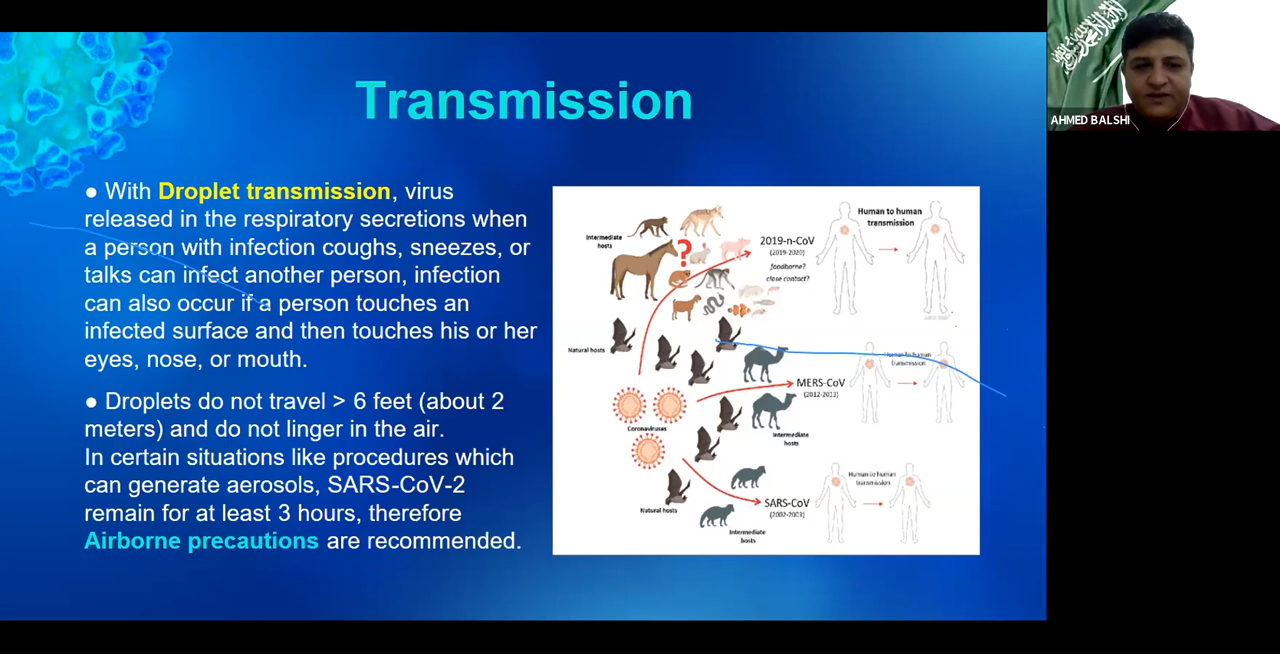 Transmission
AHMED BALSHI
● With Droplet transmission, virus
released in the respiratory secretions when
a person with infection coughs, sneezes, or
talks can infect another person, infection
can also occur if a person touches an
infected surface and then touches his or her
eyes, nose, or mouth.
● Droplets do not travel > 6 feet (about 2
meters) and do not linger in the air.
In certain situations like procedures which
can generate aerosols, SARS-CoV-2
remain for at least 3 hours, therefore
Airborne precautions are recommended.
Intermediate
hosts
?
2019-n-CoV
(2019-2020)
foodborne?
close contact?
Human to human
transmission
Natural hosts
Coronaviruses
MERS-CoV
(2012-2013)
Human to human
transmission
Intermediate
hosts
Natural hosts
SARS-CoV
(2002-2003)
Human to human
transmission
Intermediate
hosts